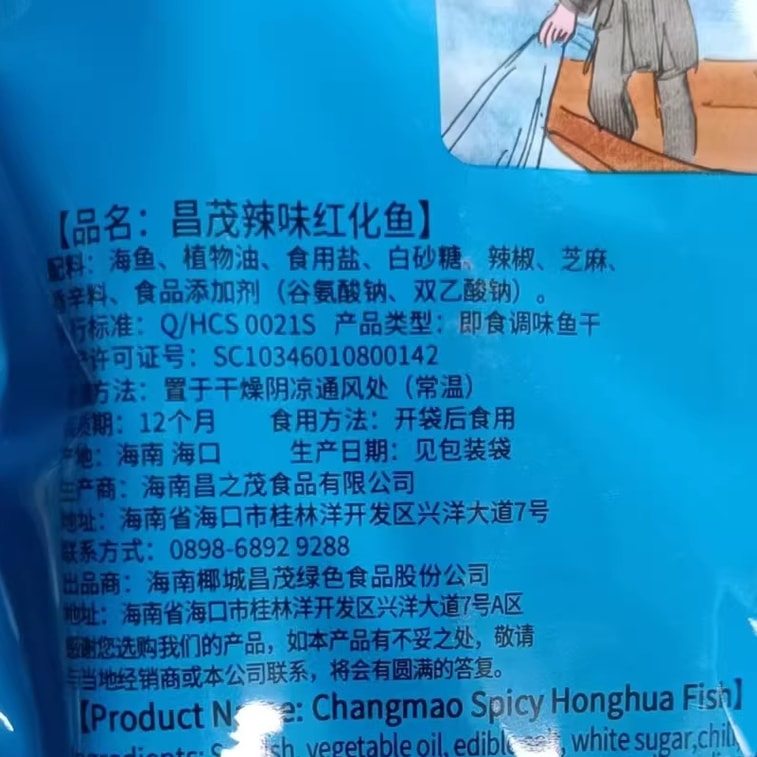 【品名：昌茂辣味红化鱼】
配料：海鱼、植物油、食用盐、白砂糖、辣椒、芝麻、
香辛料、食品添加剂（谷氨酸钠、双乙酸钠）。
行标准：Q/HCS 0021S 产品类型：即食调味鱼干
许可证号：SC10346010800142
方法：置于干燥阴凉通风处（常温）
质期：12个月 食用方法：开袋后食用
产地：海南 海口 生产日期：见包装袋
生产商：海南昌之茂食品有限公司
地址：海南省海口市桂林洋开发区兴洋大道7号
联系方式：0898-6892 9288
出品商：海南椰城昌茂绿色食品股份公司
地址：海南省海口市桂林洋开发区兴洋大道7号A区
感谢您选购我们的产品，如本产品有不妥之处，敬请
与当地经销商或本公司联系，将会有圆满的答复。
【Product Name: Changmao Spicy Honghua Fish】
vegetable oil, edible salt, white sugar,chili,